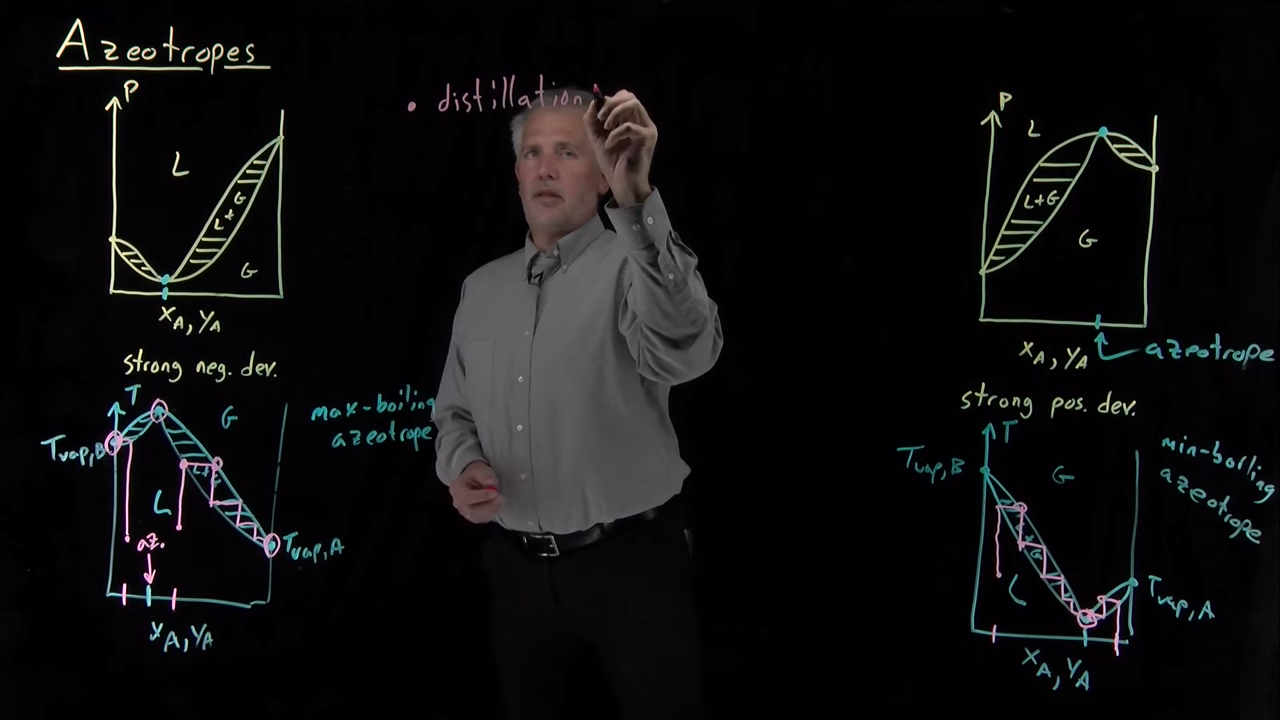 Azeotropes
P
L
L+G
G
xA, yA
strong neg. dev.
T
G
Tvap,B
L
L+G
az.
Tvap,A
xA, yA
max-boiling
azeotrope
• distillation
P
L
L+G
G
xA, yA
azeotrope
strong pos. dev.
T
Tvap,B
G
L
Tvap,A
xA, yA
min-boiling
azeotrope